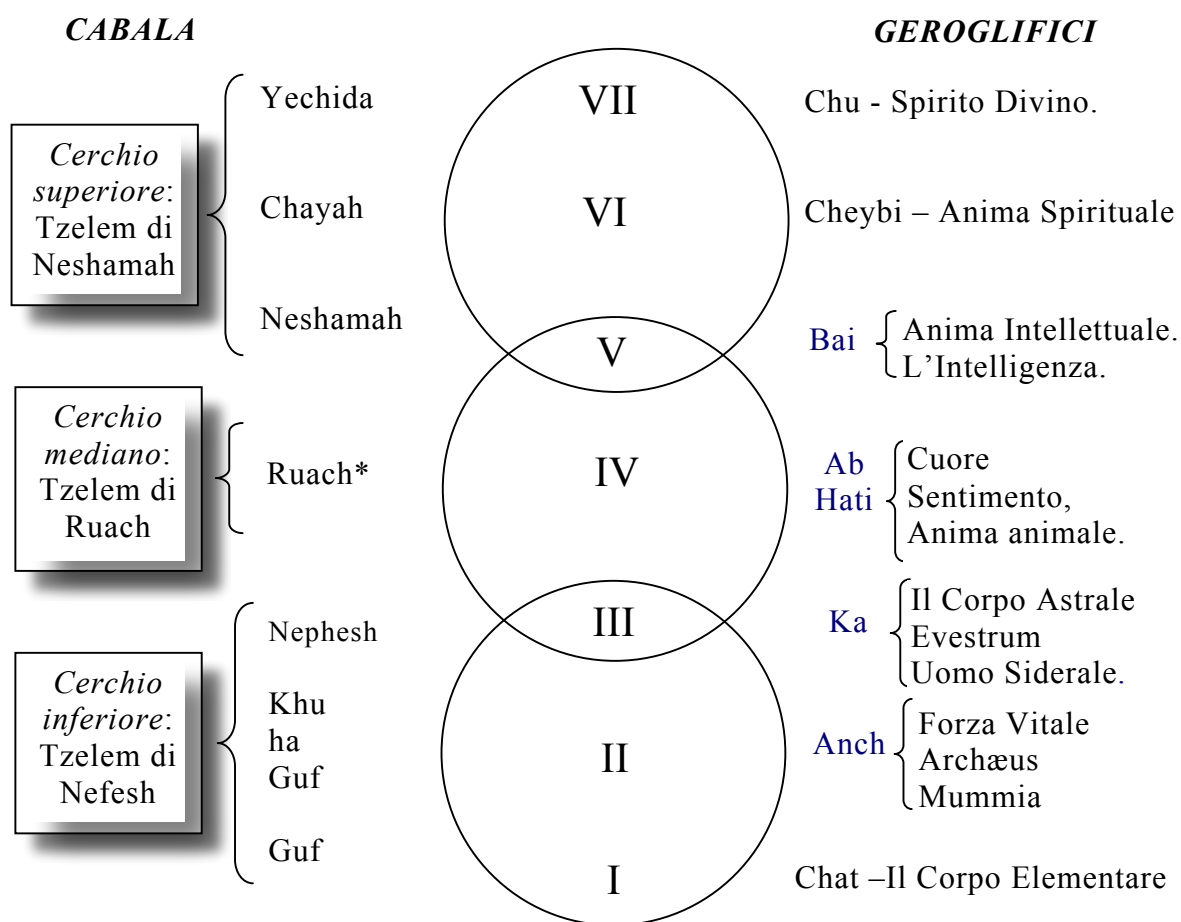 CABALA
GEROGLIFICI
Cerchio
superiore:
Tzelem di
Neshamah
Yechida
Chayah
Neshamah
VII
VI
V
Chu - Spirito Divino.
Cheybi – Anima Spirituale
Bai
Anima Intellettuale.
L’Intelligenza.
Cerchio
mediano:
Tzelem di
Ruach
Ruach*
IV
Ab
Hati
Cuore
Sentimento,
Anima animale.
Cerchio
inferiore:
Tzelem di
Nefesh
Nephesh
Khu
ha
Guf
Guf
III
II
I
Ka
Il Corpo Astrale
Evestrum
Uomo Siderale.
Anch
Forza Vitale
Archæus
Mummia
Chat –Il Corpo Elementare